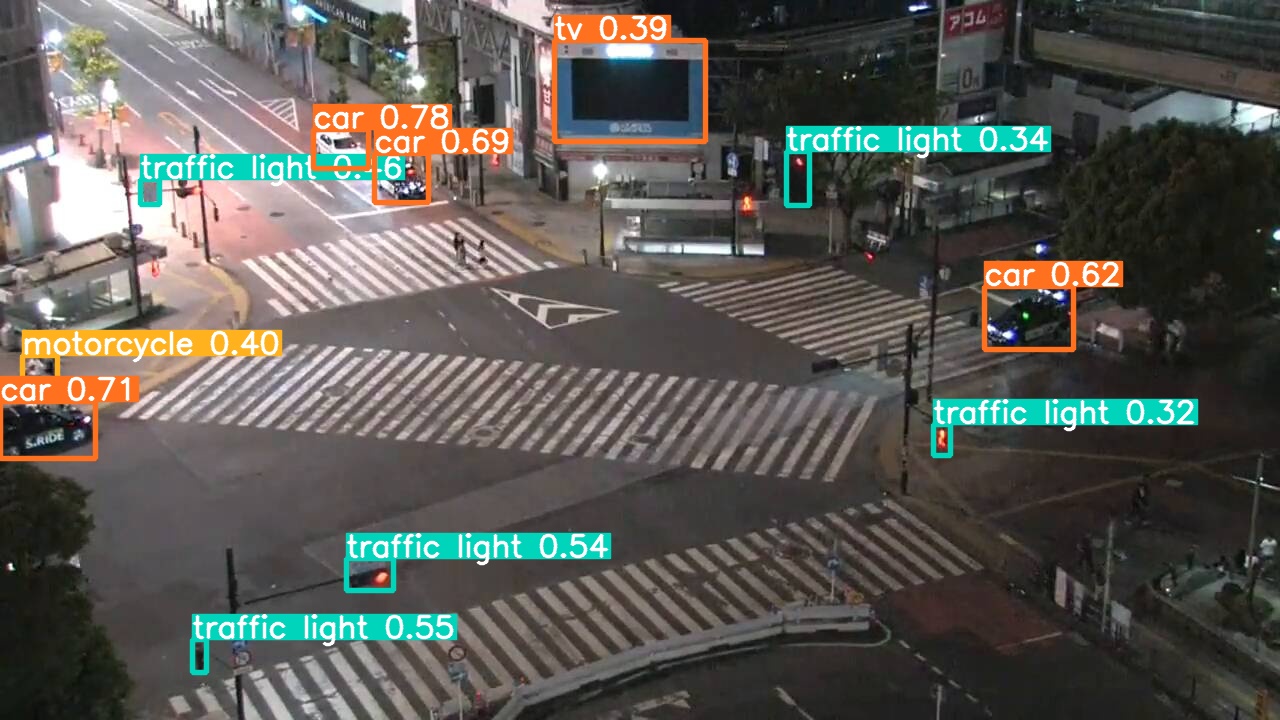 AMERICAN EAGLE
tv 0.39
アコム
car 0.78
car 0.69
traffic light 0.34
traffic light 0.46
car 0.62
motorcycle 0.40
car 0.71
S.RIDE
traffic light 0.32
traffic light 0.54
traffic light 0.55